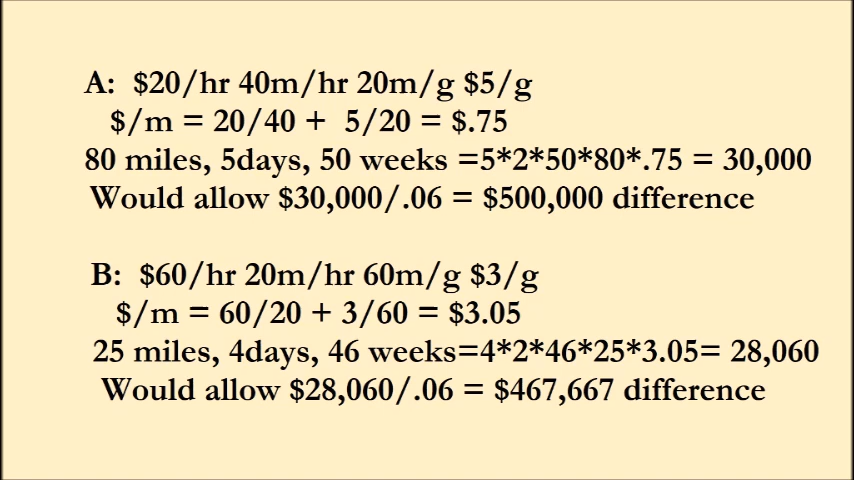 A:  $20/hr 40m/hr 20m/g $5/g
$/m = 20/40 +  5/20 = $.75
80 miles, 5days, 50 weeks =5*2*50*80*.75 = 30,000
Would allow $30,000/.06 = $500,000 difference
B:  $60/hr 20m/hr 60m/g $3/g
$/m = 60/20 + 3/60 = $3.05
25 miles, 4days, 46 weeks=4*2*46*25*3.05= 28,060
Would allow $28,060/.06 = $467,667 difference